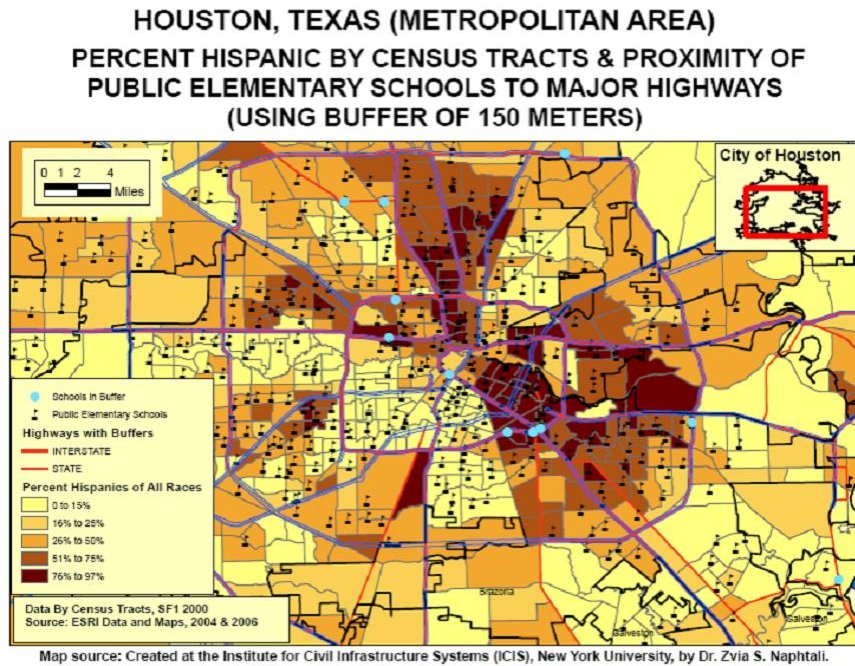 HOUSTON, TEXAS (METROPOLITAN AREA)
PERCENT HISPANIC BY CENSUS TRACTS & PROXIMITY OF
PUBLIC ELEMENTARY SCHOOLS TO MAJOR HIGHWAYS
(USING BUFFER OF 150 METERS)
City of Houston
0 1 2 4
Miles
Schools in Buffer
Public Elementary Schools
Highways with Buffers
INTERSTATE
STATE
Percent Hispanics of All Races
0 to 15%
16% to 25%
26% to 50%
51% to 75%
76% to 97%
Brazoria
Galveston
Galveston
Data By Census Tracts, SF1 2000
Source: ESRI Data and Maps, 2004 & 2006
Map source: Created at the Institute for Civil Infrastructure Systems (ICIS), New York University, by Dr. Zvia S. Naphtali.